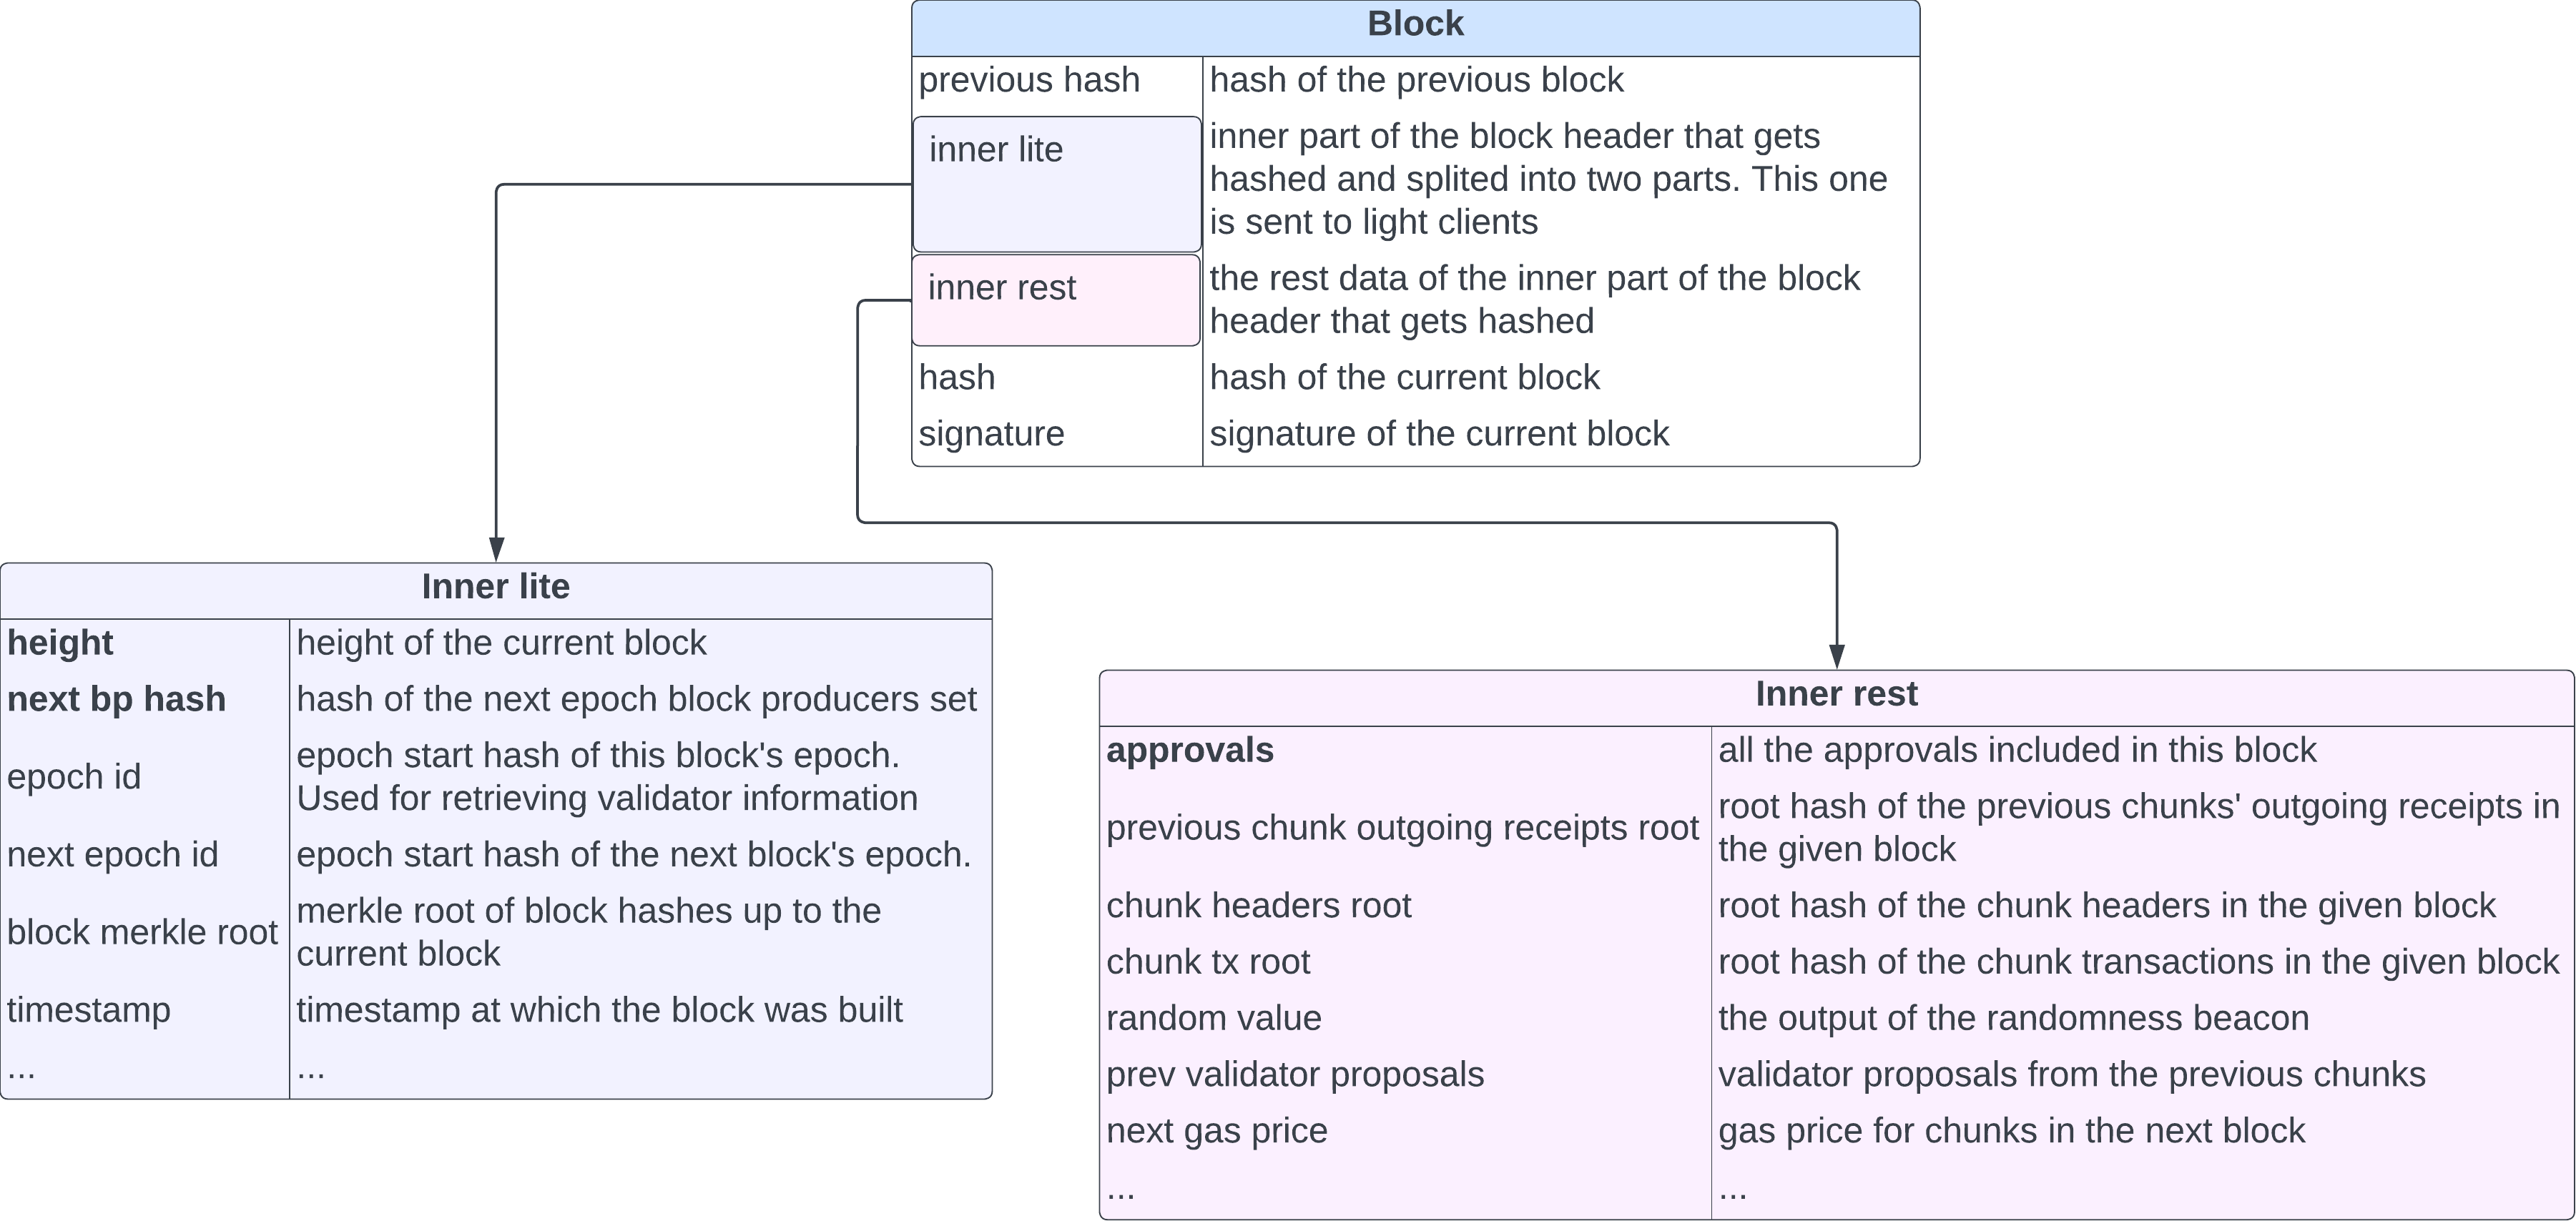 Block
previous hash
hash of the previous block
inner lite
inner part of the block header that gets
hashed and splited into two parts. This one
is sent to light clients
inner rest
the rest data of the inner part of the block
header that gets hashed
hash
hash of the current block
signature
signature of the current block
Inner lite
height
height of the current block
next bp hash
hash of the next epoch block producers set
epoch id
epoch start hash of this block's epoch.
Used for retrieving validator information
next epoch id
epoch start hash of the next block's epoch.
block merkle root
merkle root of block hashes up to the
current block
timestamp
timestamp at which the block was built
...
...
Inner rest
approvals
all the approvals included in this block
previous chunk outgoing receipts root
root hash of the previous chunks' outgoing receipts in
the given block
chunk headers root
root hash of the chunk headers in the given block
chunk tx root
root hash of the chunk transactions in the given block
random value
the output of the randomness beacon
prev validator proposals
validator proposals from the previous chunks
next gas price
gas price for chunks in the next block
...
...